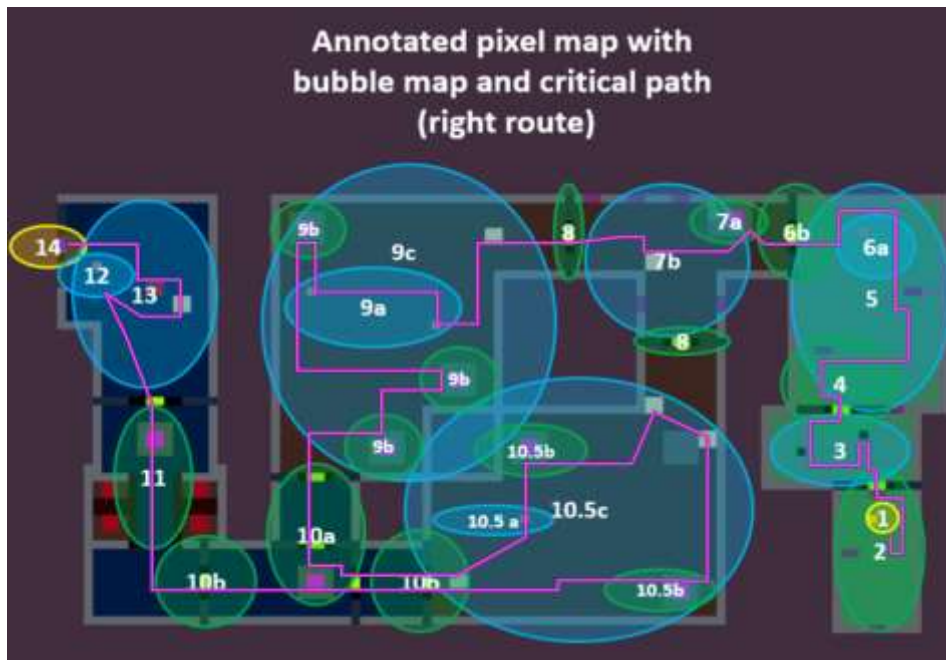 Annotated pixel map with
bubble map and critical path
(right route)
14
12
13
9b
9c
8
7a
7b
6b
6a
5
9a
8
9b
4
9b
10.5b
3
11
10.5 a
10.5c
1
10a
2
10b
10b
10.5b